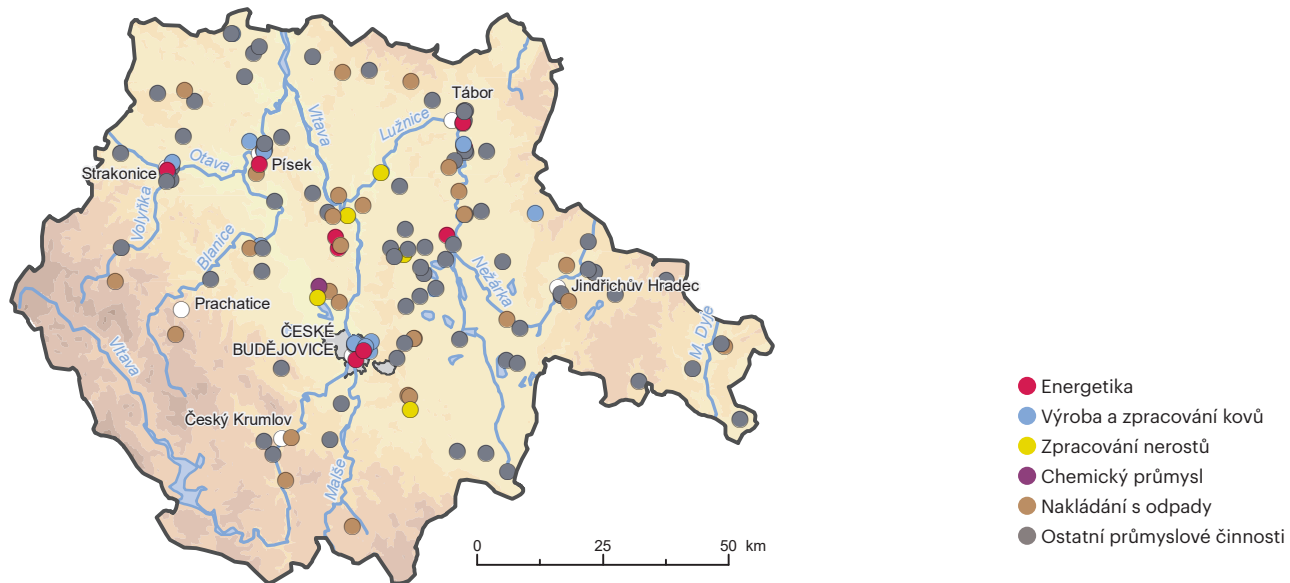 Tábor
Vltava
Lužnice
Otava
Písek
Strakonice
Volyňka
Blanice
Nežárka
Jindřichův Hradec
Prachatice
Vltava
ČESKÉ
BUDĚJOVICE
M. Dyje
Český Krumlov
Malše
0 25 50 km
Energetika
Výroba a zpracování kovů
Zpracování nerostů
Chemický průmysl
Nakládání s odpady
Ostatní průmyslové činnosti